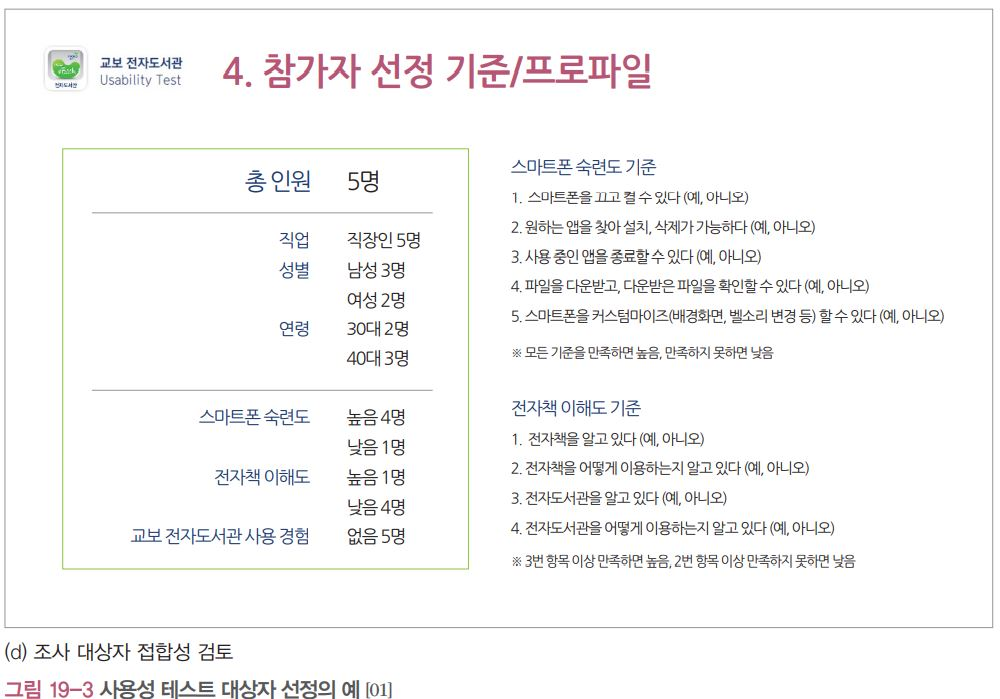 교보 전자도서관
Usability Test
4. 참가자 선정 기준/프로파일
총 인원 5명
직업 직장인 5명
성별 남성 3명
여성 2명
연령 30대 2명
40대 3명
스마트폰 숙련도 높음 4명
낮음 1명
전자책 이해도 높음 1명
낮음 4명
교보 전자도서관 사용 경험 없음 5명
스마트폰 숙련도 기준
1. 스마트폰을 끄고 켤 수 있다 (예, 아니오)
2. 원하는 앱을 찾아 설치, 삭제가 가능하다 (예, 아니오)
3. 사용 중인 앱을 종료할 수 있다 (예, 아니오)
4. 파일을 다운받고, 다운받은 파일을 확인할 수 있다 (예, 아니오)
5. 스마트폰을 커스텀마이즈(배경화면, 벨소리 변경 등) 할 수 있다 (예, 아니오)
※ 모든 기준을 만족하면 높음, 만족하지 못하면 낮음
전자책 이해도 기준
1. 전자책을 알고 있다 (예, 아니오)
2. 전자책을 어떻게 이용하는지 알고 있다 (예, 아니오)
3. 전자도서관을 알고 있다 (예, 아니오)
4. 전자도서관을 어떻게 이용하는지 알고 있다 (예, 아니오)
※ 3번 항목 이상 만족하면 높음, 2번 항목 이상 만족하지 못하면 낮음
(d) 조사 대상자 접합성 검토
그림 19-3 사용성 테스트 대상자 선정의 예 [01]